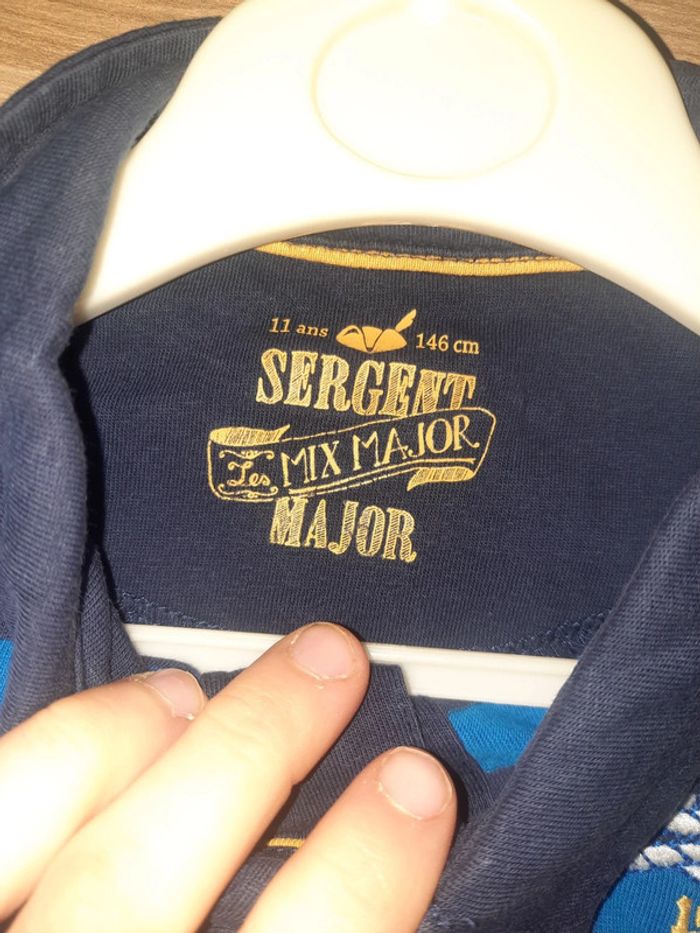 11 ans 146 cm
SERGENT
Les MIX MAJOR
MAJOR